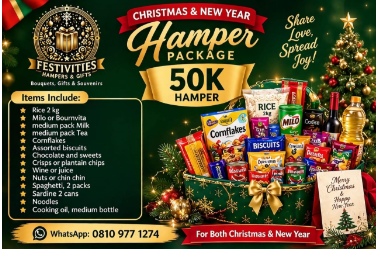 FESTIVITIES
HAMPERS & GIFTS
Bouquets, Gifts & Souvenirs
CHRISTMAS & NEW YEAR
Hamper
PACKAGE
50K
HAMPER
Share
Love,
Spread
Joy!
Items Include:
Rice 2 kg
Milo or Bournvita
medium pack Milk
medium pack Tea
Cornflakes
Assorted biscuits
Chocolate and sweets
Crisps or plantain chips
Wine or juice
Nuts or chin chin
Spaghetti, 2 packs
Sardine 2 cans
Noodles
Cooking oil, medium bottle
RICE
2kg
MILO
Cornflakes
BISCUITS
Merry
Christmas
&
Happy
New Year
WhatsApp: 0810 977 1274
For Both Christmas & New Year